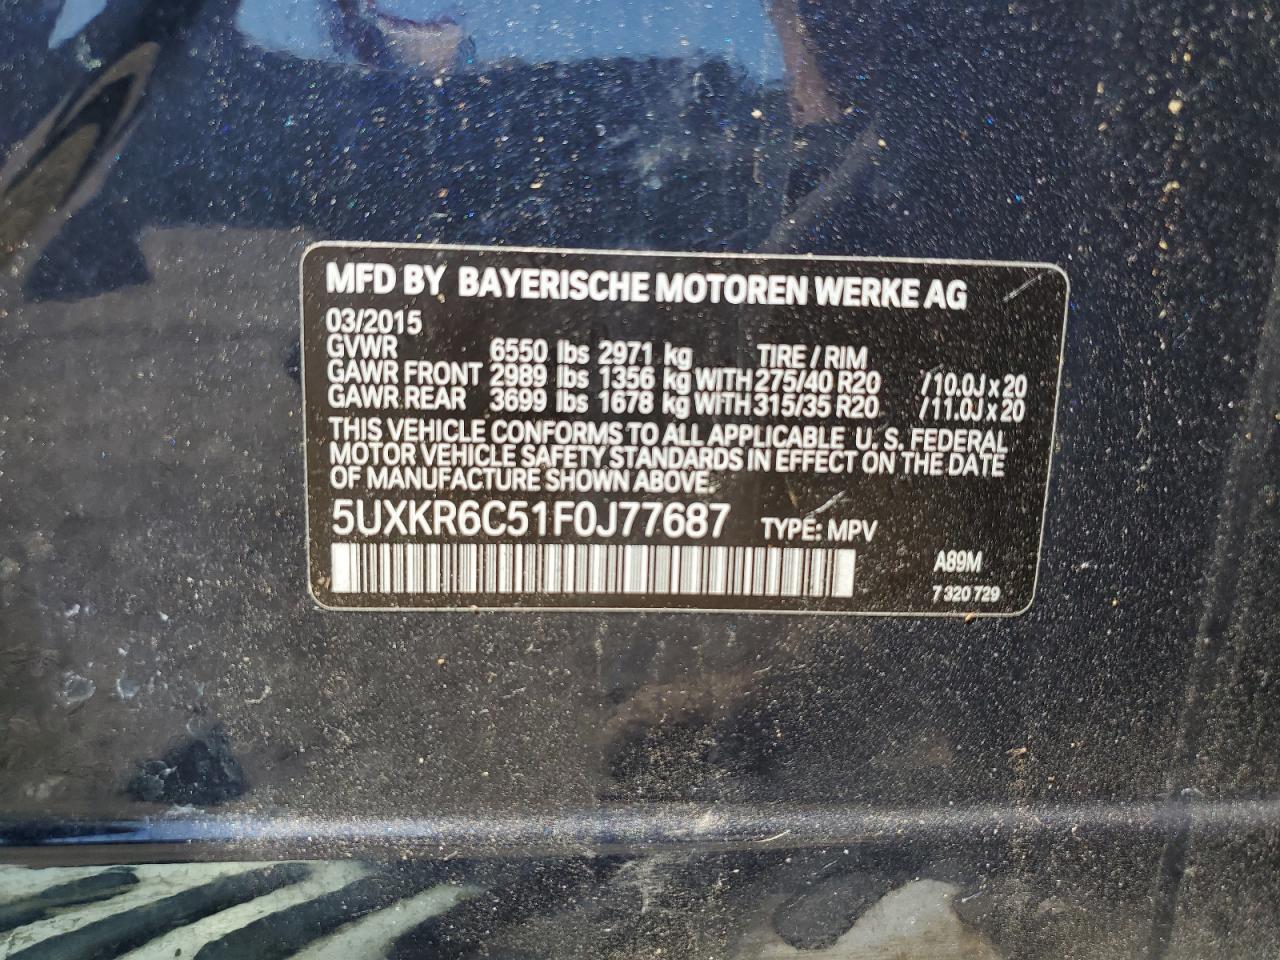 MFD BY BAYERISCHE MOTOREN WERKE AG
03/2015
GVWR 6550 lbs 2971 kg TIRE / RIM
GAWR FRONT 2989 lbs 1356 kg WITH 275/40 R20 / 10.0J x 20
GAWR REAR 3699 lbs 1678 kg WITH 315/35 R20 / 11.0J x 20
THIS VEHICLE CONFORMS TO ALL APPLICABLE U. S. FEDERAL
MOTOR VEHICLE SAFETY STANDARDS IN EFFECT ON THE DATE
OF MANUFACTURE SHOWN ABOVE.
5UXKR6C51F0J77687 TYPE: MPV
A89M
7 320 729